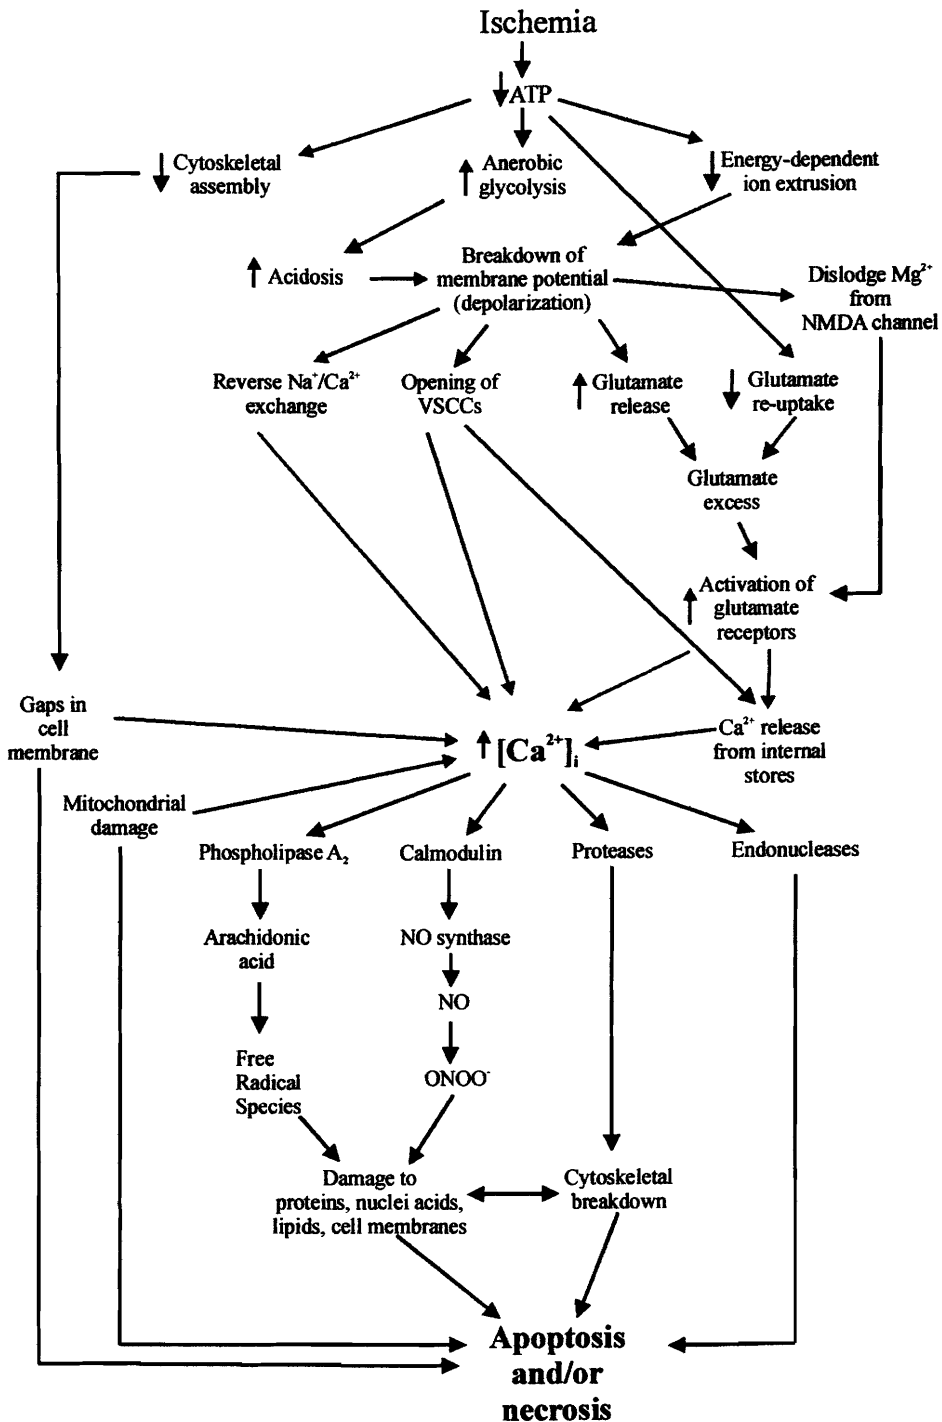 Ischemia
ATP
Cytoskeletal
assembly
Anerobic
glycolysis
Energy-dependent
ion extrusion
Acidosis
Breakdown of
membrane potential
(depolarization)
Dislodge Mg²⁺
from
NMDA channel
Reverse Na⁺/Ca²⁺
exchange
Opening of
VSCCs
Glutamate
release
Glutamate
re-uptake
Glutamate
excess
Activation of
glutamate
receptors
Gaps in
cell
membrane
[Ca²⁺]ᵢ
Ca²⁺ release
from internal
stores
Mitochondrial
damage
Phospholipase A₂
Calmodulin
Proteases
Endonucleases
Arachidonic
acid
NO synthase
NO
Free
Radical
Species
ONOO⁻
Damage to
proteins, nuclei acids,
lipids, cell membranes
Cytoskeletal
breakdown
Apoptosis
and/or
necrosis